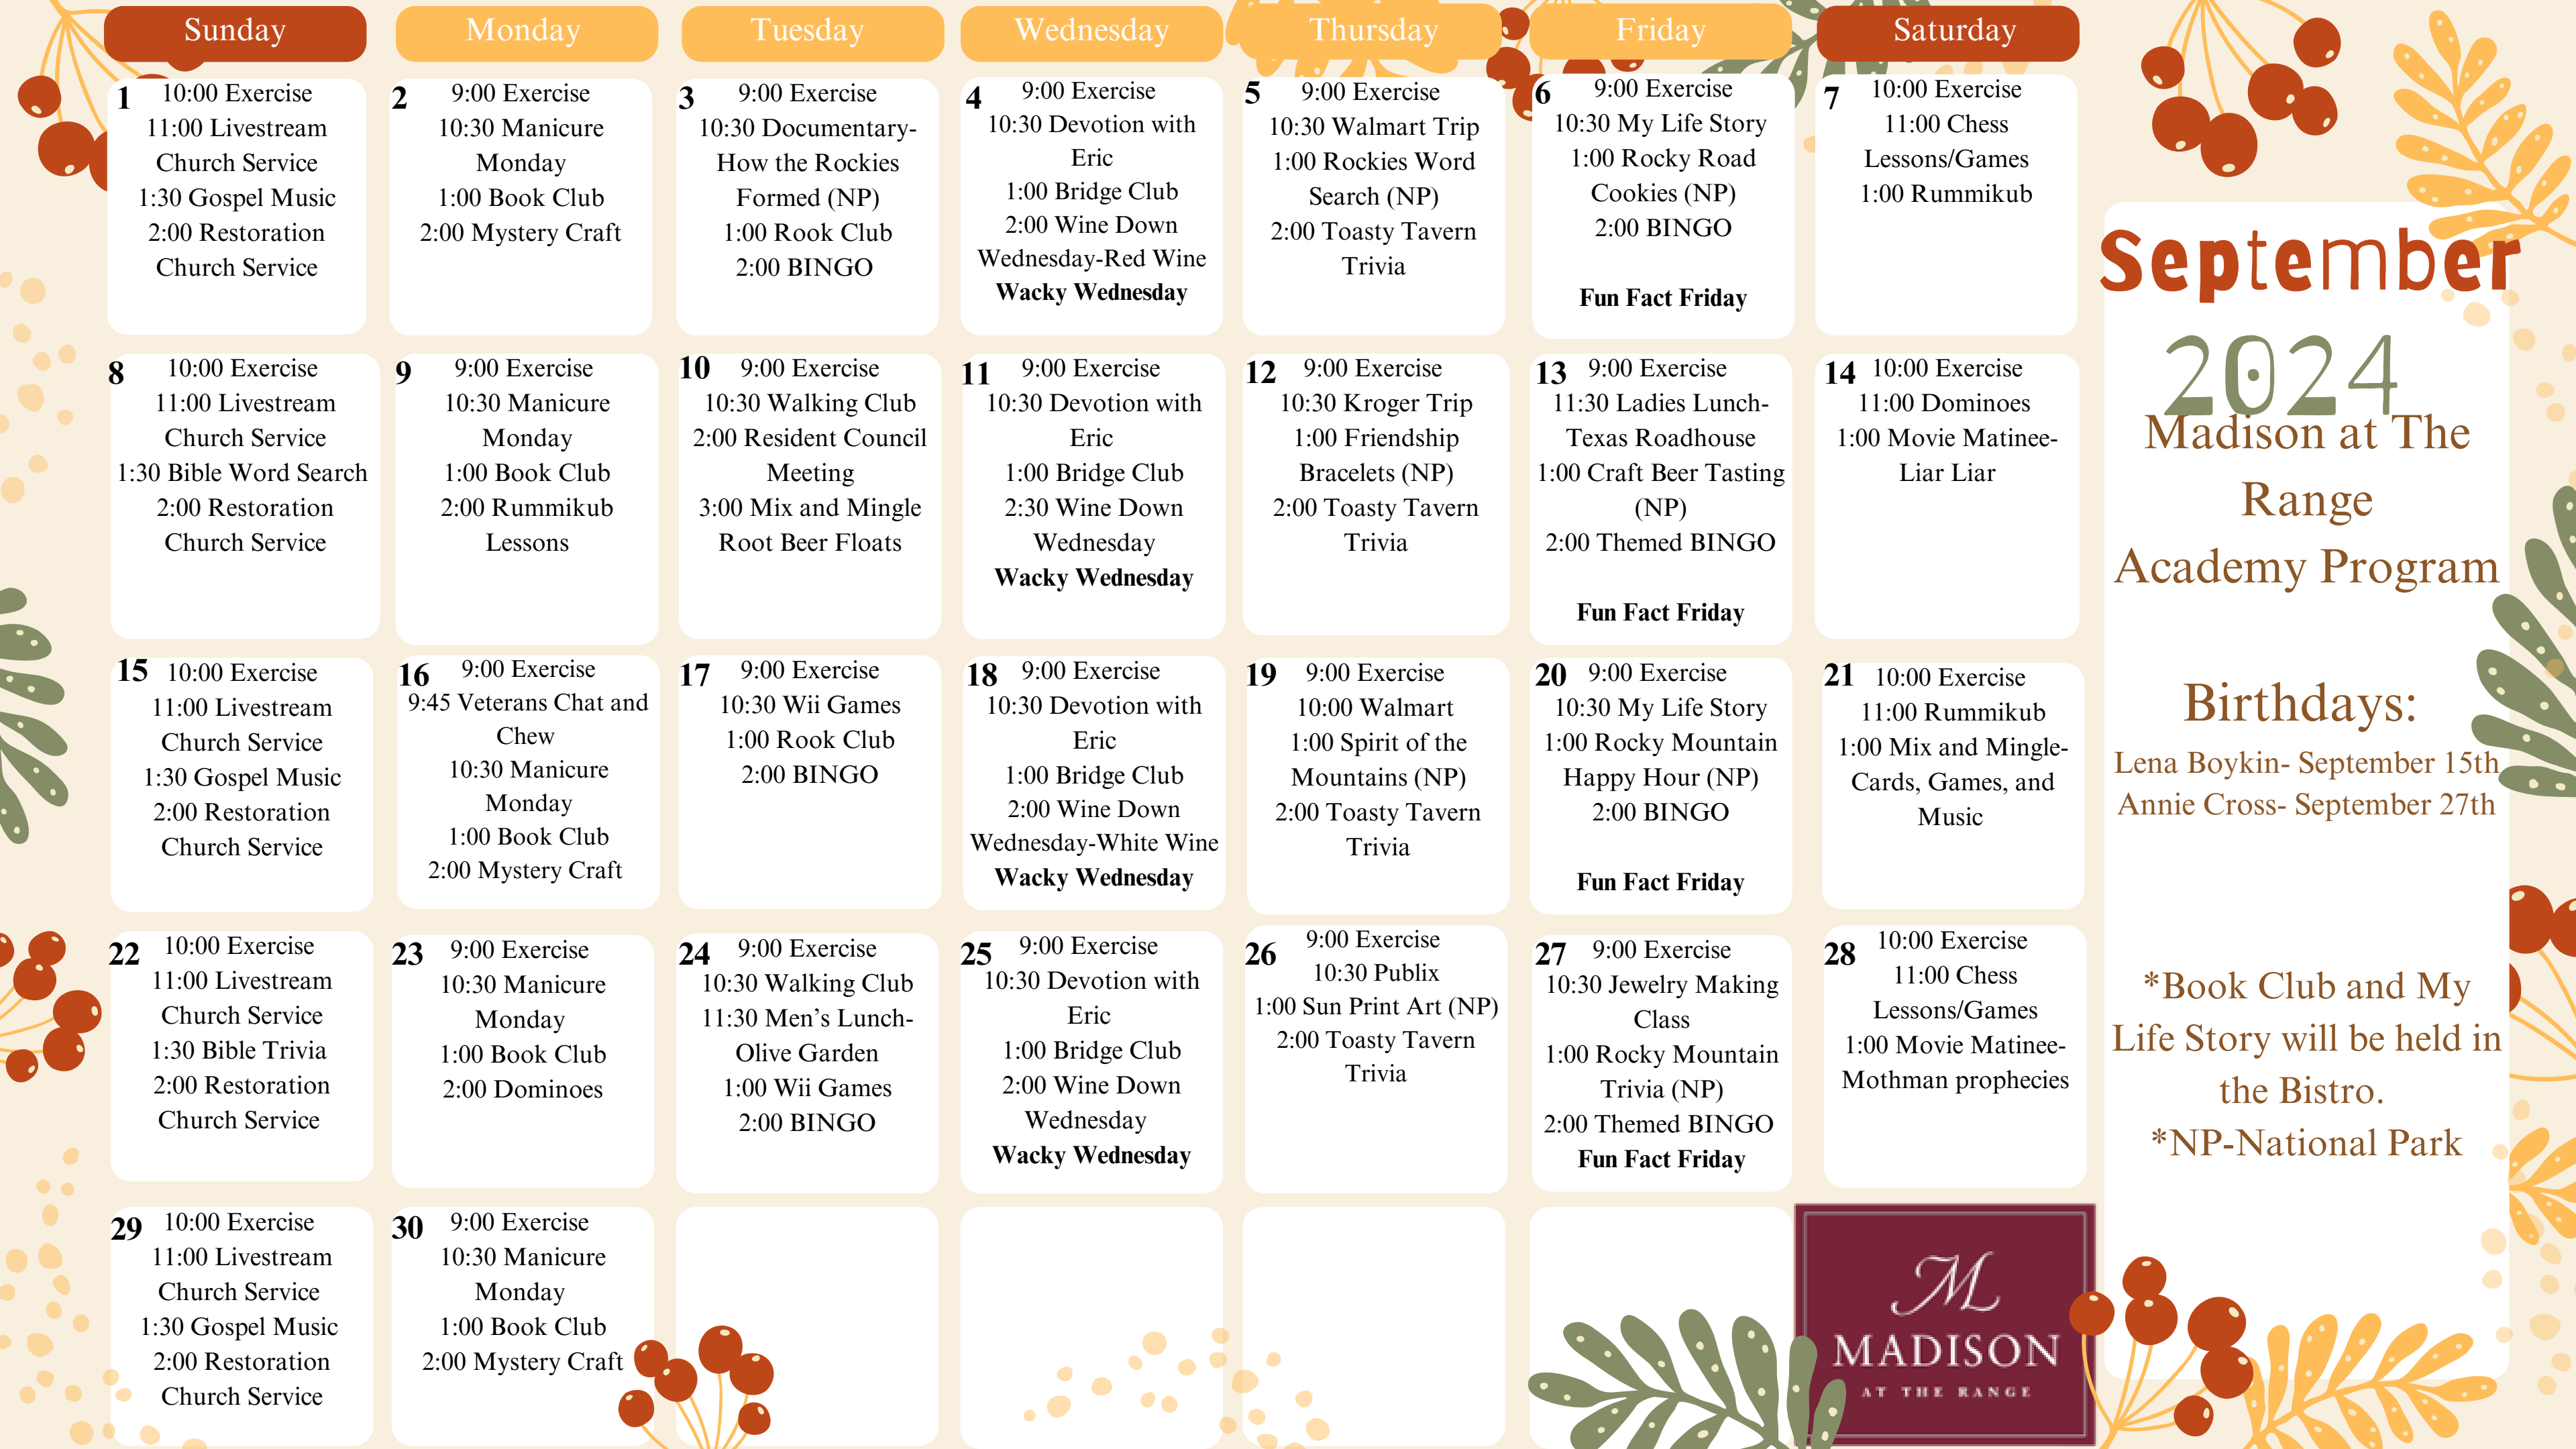 Sunday
Monday
Tuesday
Wednesday
Thursday
Friday
Saturday
1
10:00 Exercise
11:00 Livestream
Church Service
1:30 Gospel Music
2:00 Restoration
Church Service
2
9:00 Exercise
10:30 Manicure
Monday
1:00 Book Club
2:00 Mystery Craft
3
9:00 Exercise
10:30 Documentary-
How the Rockies
Formed (NP)
1:00 Rook Club
2:00 BINGO
4
9:00 Exercise
10:30 Devotion with
Eric
1:00 Bridge Club
2:00 Wine Down
Wednesday-Red Wine
Wacky Wednesday
5
9:00 Exercise
10:30 Walmart Trip
1:00 Rockies Word
Search (NP)
2:00 Toasty Tavern
Trivia
6
9:00 Exercise
10:30 My Life Story
1:00 Rocky Road
Cookies (NP)
2:00 BINGO
Fun Fact Friday
7
10:00 Exercise
11:00 Chess
Lessons/Games
1:00 Rummikub
8
10:00 Exercise
11:00 Livestream
Church Service
1:30 Bible Word Search
2:00 Restoration
Church Service
9
9:00 Exercise
10:30 Manicure
Monday
1:00 Book Club
2:00 Rummikub
Lessons
10
9:00 Exercise
10:30 Walking Club
2:00 Resident Council
Meeting
3:00 Mix and Mingle
Root Beer Floats
11
9:00 Exercise
10:30 Devotion with
Eric
1:00 Bridge Club
2:30 Wine Down
Wednesday
Wacky Wednesday
12
9:00 Exercise
10:30 Kroger Trip
1:00 Friendship
Bracelets (NP)
2:00 Toasty Tavern
Trivia
13
9:00 Exercise
11:30 Ladies Lunch-
Texas Roadhouse
1:00 Craft Beer Tasting
(NP)
2:00 Themed BINGO
Fun Fact Friday
14
10:00 Exercise
11:00 Dominoes
1:00 Movie Matinee-
Liar Liar
15
10:00 Exercise
11:00 Livestream
Church Service
1:30 Gospel Music
2:00 Restoration
Church Service
16
9:00 Exercise
9:45 Veterans Chat and
Chew
10:30 Manicure
Monday
1:00 Book Club
2:00 Mystery Craft
17
9:00 Exercise
10:30 Wii Games
1:00 Rook Club
2:00 BINGO
18
9:00 Exercise
10:30 Devotion with
Eric
1:00 Bridge Club
2:00 Wine Down
Wednesday-White Wine
Wacky Wednesday
19
9:00 Exercise
10:00 Walmart
1:00 Spirit of the
Mountains (NP)
2:00 Toasty Tavern
Trivia
20
9:00 Exercise
10:30 My Life Story
1:00 Rocky Mountain
Happy Hour (NP)
2:00 BINGO
Fun Fact Friday
21
10:00 Exercise
11:00 Rummikub
1:00 Mix and Mingle-
Cards, Games, and
Music
22
10:00 Exercise
11:00 Livestream
Church Service
1:30 Bible Trivia
2:00 Restoration
Church Service
23
9:00 Exercise
10:30 Manicure
Monday
1:00 Book Club
2:00 Dominoes
24
9:00 Exercise
10:30 Walking Club
11:30 Men's Lunch-
Olive Garden
1:00 Wii Games
2:00 BINGO
25
9:00 Exercise
10:30 Devotion with
Eric
1:00 Bridge Club
2:00 Wine Down
Wednesday
Wacky Wednesday
26
9:00 Exercise
10:30 Publix
1:00 Sun Print Art (NP)
2:00 Toasty Tavern
Trivia
27
9:00 Exercise
10:30 Jewelry Making
Class
1:00 Rocky Mountain
Trivia (NP)
2:00 Themed BINGO
Fun Fact Friday
28
10:00 Exercise
11:00 Chess
Lessons/Games
1:00 Movie Matinee-
Mothman prophecies
29
10:00 Exercise
11:00 Livestream
Church Service
1:30 Gospel Music
2:00 Restoration
Church Service
30
9:00 Exercise
10:30 Manicure
Monday
1:00 Book Club
2:00 Mystery Craft
M
MADISON
AT THE RANGE
September
2024
Madison at The
Range
Academy Program
Birthdays:
Lena Boykin- September 15th
Annie Cross- September 27th
*Book Club and My
Life Story will be held in
the Bistro.
*NP-National Park